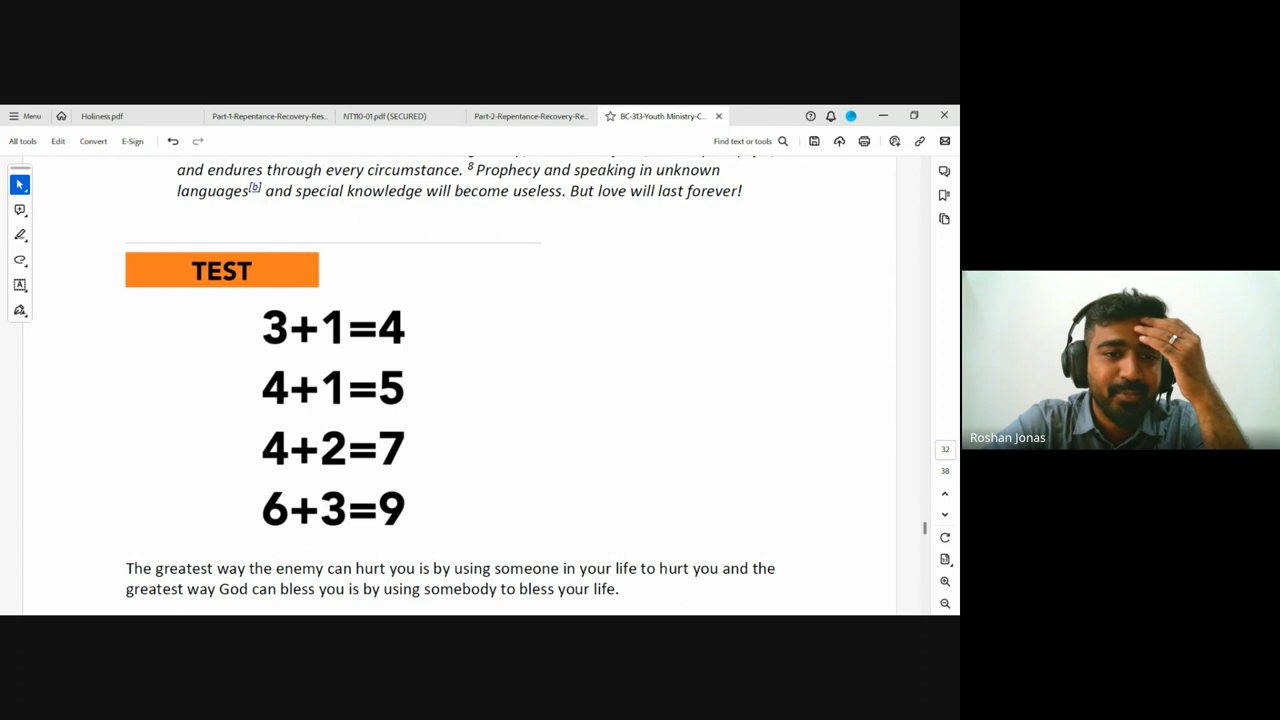 Menu
Holiness.pdf
Part-1-Repentance-Recovery-Res...
NT110-01.pdf (SECURED)
Part-2-Repentance-Recovery-Re...
BC-313-Youth Ministry-C...
All tools
Edit
Convert
E-Sign
Find text or tools
and endures through every circumstance. 8 Prophecy and speaking in unknown
languages[b] and special knowledge will become useless. But love will last forever!
TEST
3+1=4
4+1=5
4+2=7
6+3=9
The greatest way the enemy can hurt you is by using someone in your life to hurt you and the
greatest way God can bless you is by using somebody to bless your life.
32
38
Roshan Jonas